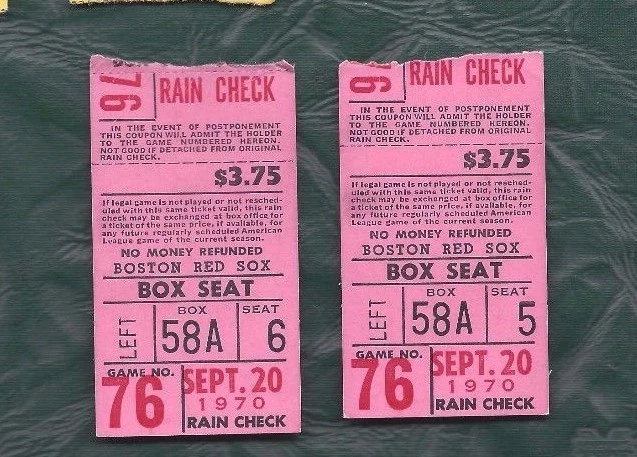 76
RAIN CHECK
IN THE EVENT OF POSTPONEMENT
THIS COUPON WILL ADMIT THE HOLDER
TO THE GAME NUMBERED HEREON.
NOT GOOD IF DETACHED FROM ORIGINAL
RAIN CHECK.
$3.75
If legal game is not played or not resched-
uled with this same ticket valid, this rain
check may be exchanged at box office for
a ticket of the same price, if available, for
any future regularly scheduled American
League game of the current season.
NO MONEY REFUNDED
BOSTON RED SOX
BOX SEAT
LEFT
BOX
58A
SEAT
6
GAME NO.
76
SEPT. 20
1970
RAIN CHECK
76
RAIN CHECK
IN THE EVENT OF POSTPONEMENT
THIS COUPON WILL ADMIT THE HOLDER
TO THE GAME NUMBERED HEREON.
NOT GOOD IF DETACHED FROM ORIGINAL
RAIN CHECK.
$3.75
If legal game is not played or not resched-
uled with this same ticket valid, this rain
check may be exchanged at box office for
a ticket of the same price, if available, for
any future regularly scheduled American
League game of the current season.
NO MONEY REFUNDED
BOSTON RED SOX
BOX SEAT
LEFT
BOX
58A
SEAT
5
GAME NO.
76
SEPT. 20
1970
RAIN CHECK